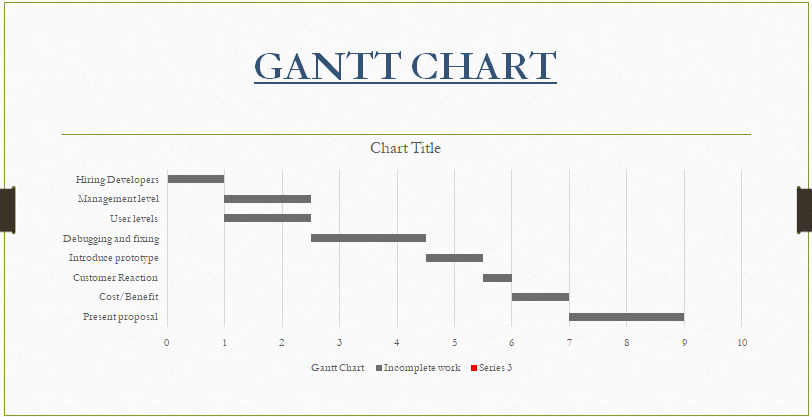 GANTT CHART
Chart Title
Hiring Developers
Management level
User levels
Debugging and fixing
Introduce prototype
Customer Reaction
Cost/Benefit
Present proposal
0 1 2 3 4 5 6 7 8 9 10
Gantt Chart Incomplete work Series 3